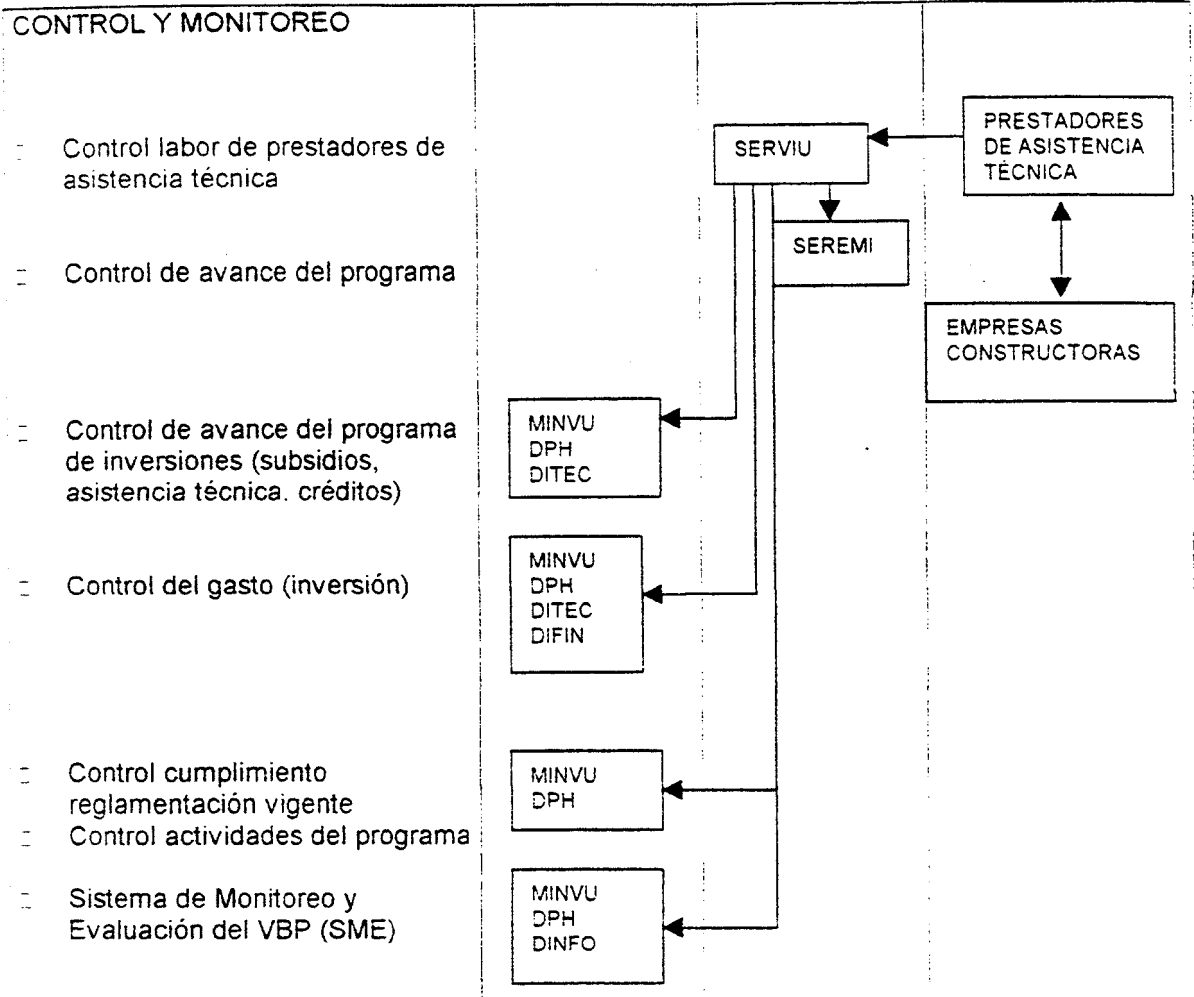 CONTROL Y MONITOREO
Control labor de prestadores de
asistencia técnica
SERVIU
PRESTADORES
DE ASISTENCIA
TÉCNICA
SEREMI
Control de avance del programa
EMPRESAS
CONSTRUCTORAS
Control de avance del programa
de inversiones (subsidios,
asistencia técnica. créditos)
MINVU
DPH
DITEC
Control del gasto (inversión)
MINVU
DPH
DITEC
DIFIN
Control cumplimiento
reglamentación vigente
MINVU
DPH
Control actividades del programa
Sistema de Monitoreo y
Evaluación del VBP (SME)
MINVU
DPH
DINFO